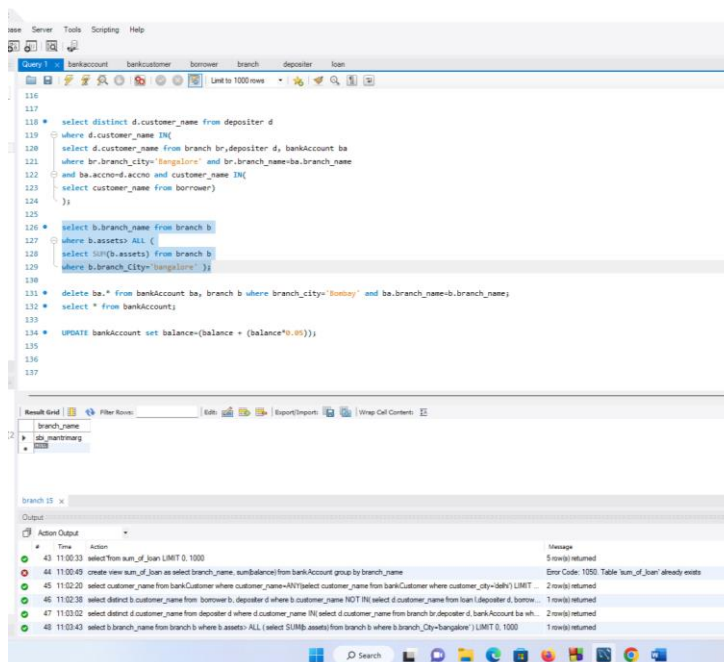 Server Tools Scripting Help
Query 1 bankaccount bankcustomer borrower branch depositer loan
Limit to 1000 rows
116
117
118 select distinct d.customer_name from depositer d
119 where d.customer_name IN(
120 select d.customer_name from branch br,depositer d, bankAccount ba
121 where br.branch_city='Bangalore' and br.branch_name=ba.branch_name
122 and ba.accno=d.accno and customer_name IN(
123 select customer_name from borrower)
124 );
125
126 select b.branch_name from branch b
127 where b.assets> ALL (
128 select SUM(b.assets) from branch b
129 where b.branch_City='bangalore' );
130
131 delete ba.* from bankAccount ba, branch b where branch_city='Bombay' and ba.branch_name=b.branch_name;
132 select * from bankAccount;
133
134 UPDATE bankAccount set balance=(balance + (balance*0.05));
135
136
137
Result Grid Filter Rows: Edit: Export/Import: Wrap Cell Content:
branch_name
sbi_mantrimarg
NULL
branch 15
Output
Action Output
# Time Action Message
43 11:00:33 select*from sum_of_loan LIMIT 0, 1000 5 row(s) returned
44 11:00:49 create view sum_of_loan as select branch_name, sum(balance) from bankAccount group by branch_name Error Code: 1050. Table 'sum_of_loan' already exists
45 11:02:20 select customer_name from bankCustomer where customer_name=ANY(select customer_name from bankCustomer where customer_city='delhi') LIMIT ... 2 row(s) returned
46 11:02:38 select distinct b.customer_name from borrower b, depositer d where b.customer_name NOT IN( select d.customer_name from loan l,depositer d, borrow... 1 row(s) returned
47 11:03:02 select distinct d.customer_name from depositer d where d.customer_name IN( select d.customer_name from branch br,depositer d, bankAccount ba wh... 1 row(s) returned
48 11:03:43 select b.branch_name from branch b where b.assets> ALL ( select SUM(b.assets) from branch b where b.branch_City='bangalore' ) LIMIT 0, 1000 1 row(s) returned
Search